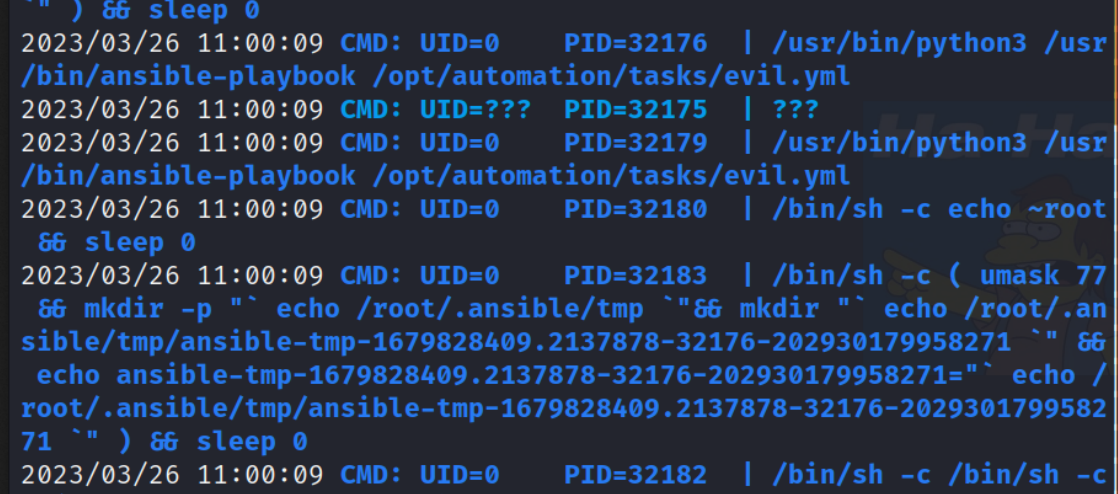 `" ) && sleep 0
2023/03/26 11:00:09 CMD: UID=0    PID=32176  | /usr/bin/python3 /usr
/bin/ansible-playbook /opt/automation/tasks/evil.yml
2023/03/26 11:00:09 CMD: UID=???  PID=32175  | ???
2023/03/26 11:00:09 CMD: UID=0    PID=32179  | /usr/bin/python3 /usr
/bin/ansible-playbook /opt/automation/tasks/evil.yml
2023/03/26 11:00:09 CMD: UID=0    PID=32180  | /bin/sh -c echo ~root
 && sleep 0
2023/03/26 11:00:09 CMD: UID=0    PID=32183  | /bin/sh -c ( umask 77
 && mkdir -p "` echo /root/.ansible/tmp `"&& mkdir "` echo /root/.an
sible/tmp/ansible-tmp-1679828409.2137878-32176-202930179958271 `" &&
 echo ansible-tmp-1679828409.2137878-32176-202930179958271="` echo /
root/.ansible/tmp/ansible-tmp-1679828409.2137878-32176-2029301799582
71 `" ) && sleep 0
2023/03/26 11:00:09 CMD: UID=0    PID=32182  | /bin/sh -c /bin/sh -c
Ha Ha